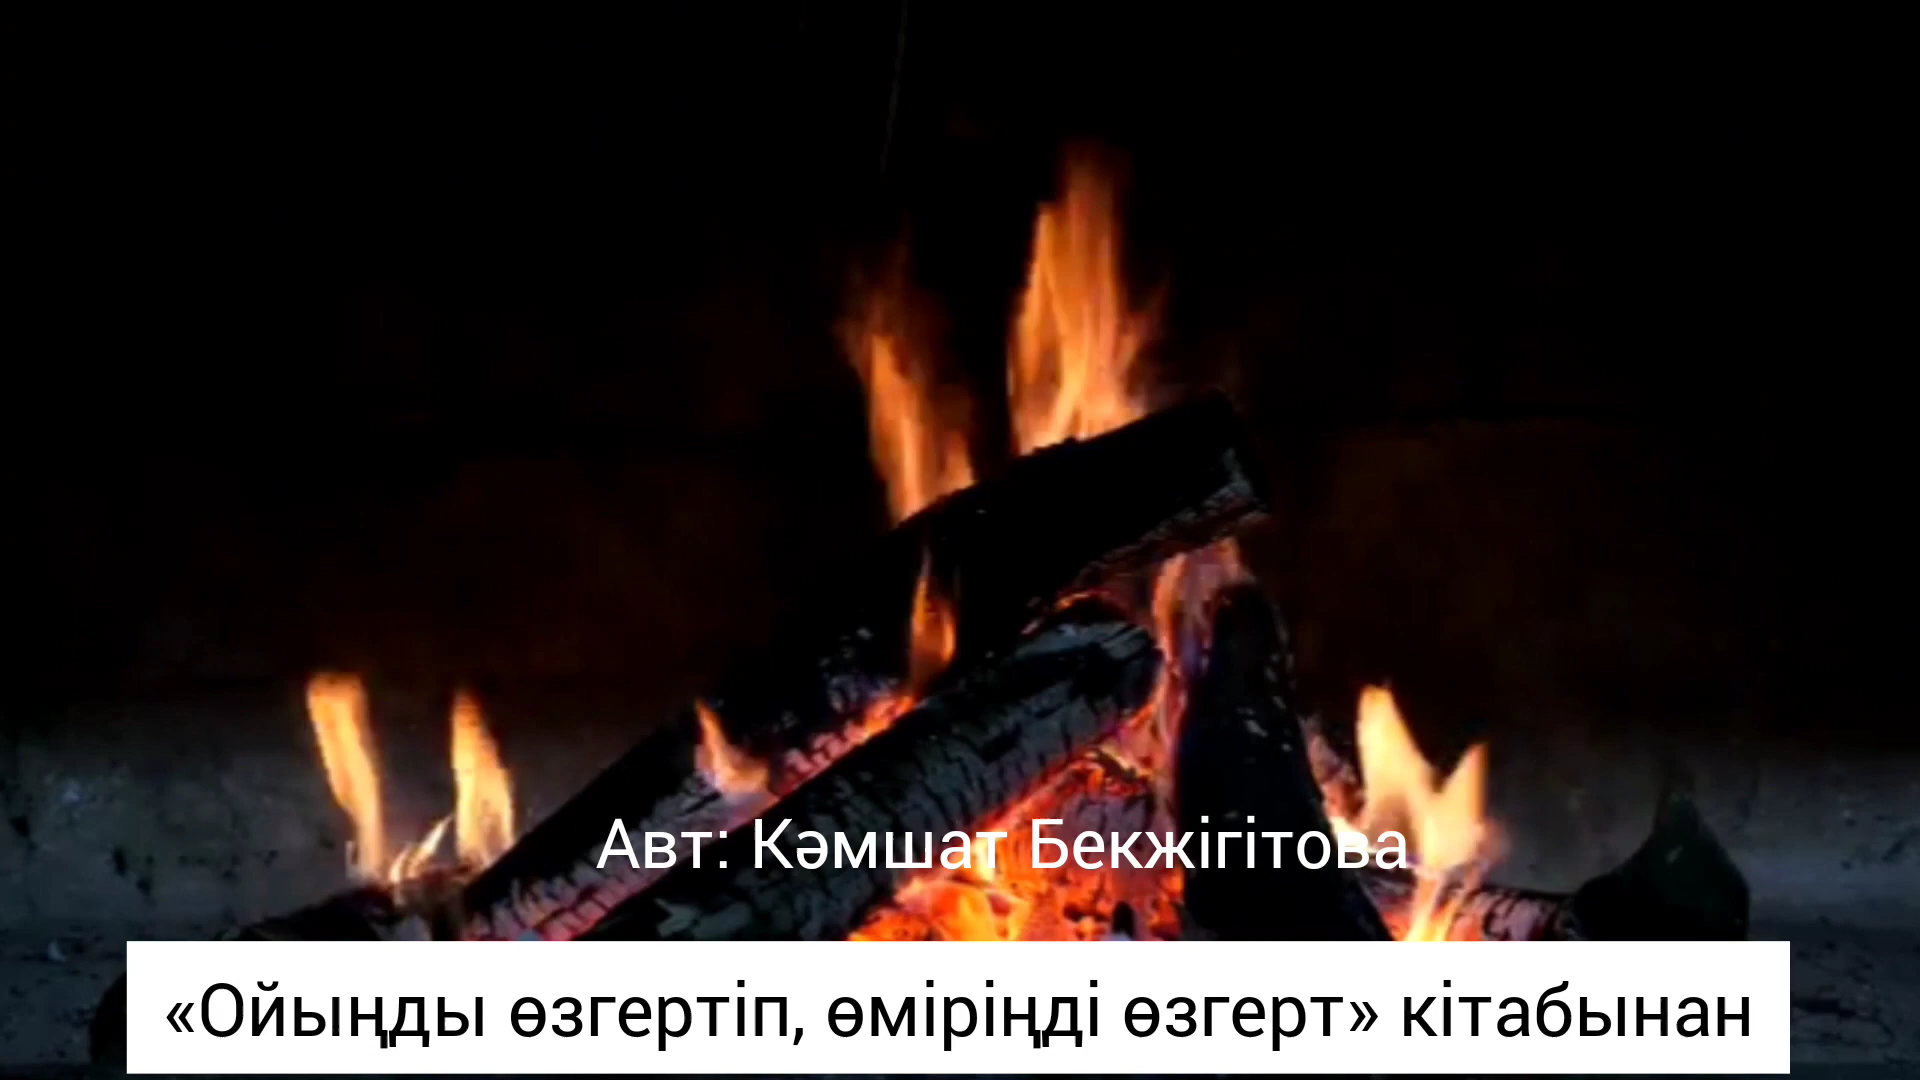 Авт: Кәмшат Бекжігітова
«Ойыңды өзгертіп, өміріңді өзгерт» кітабынан